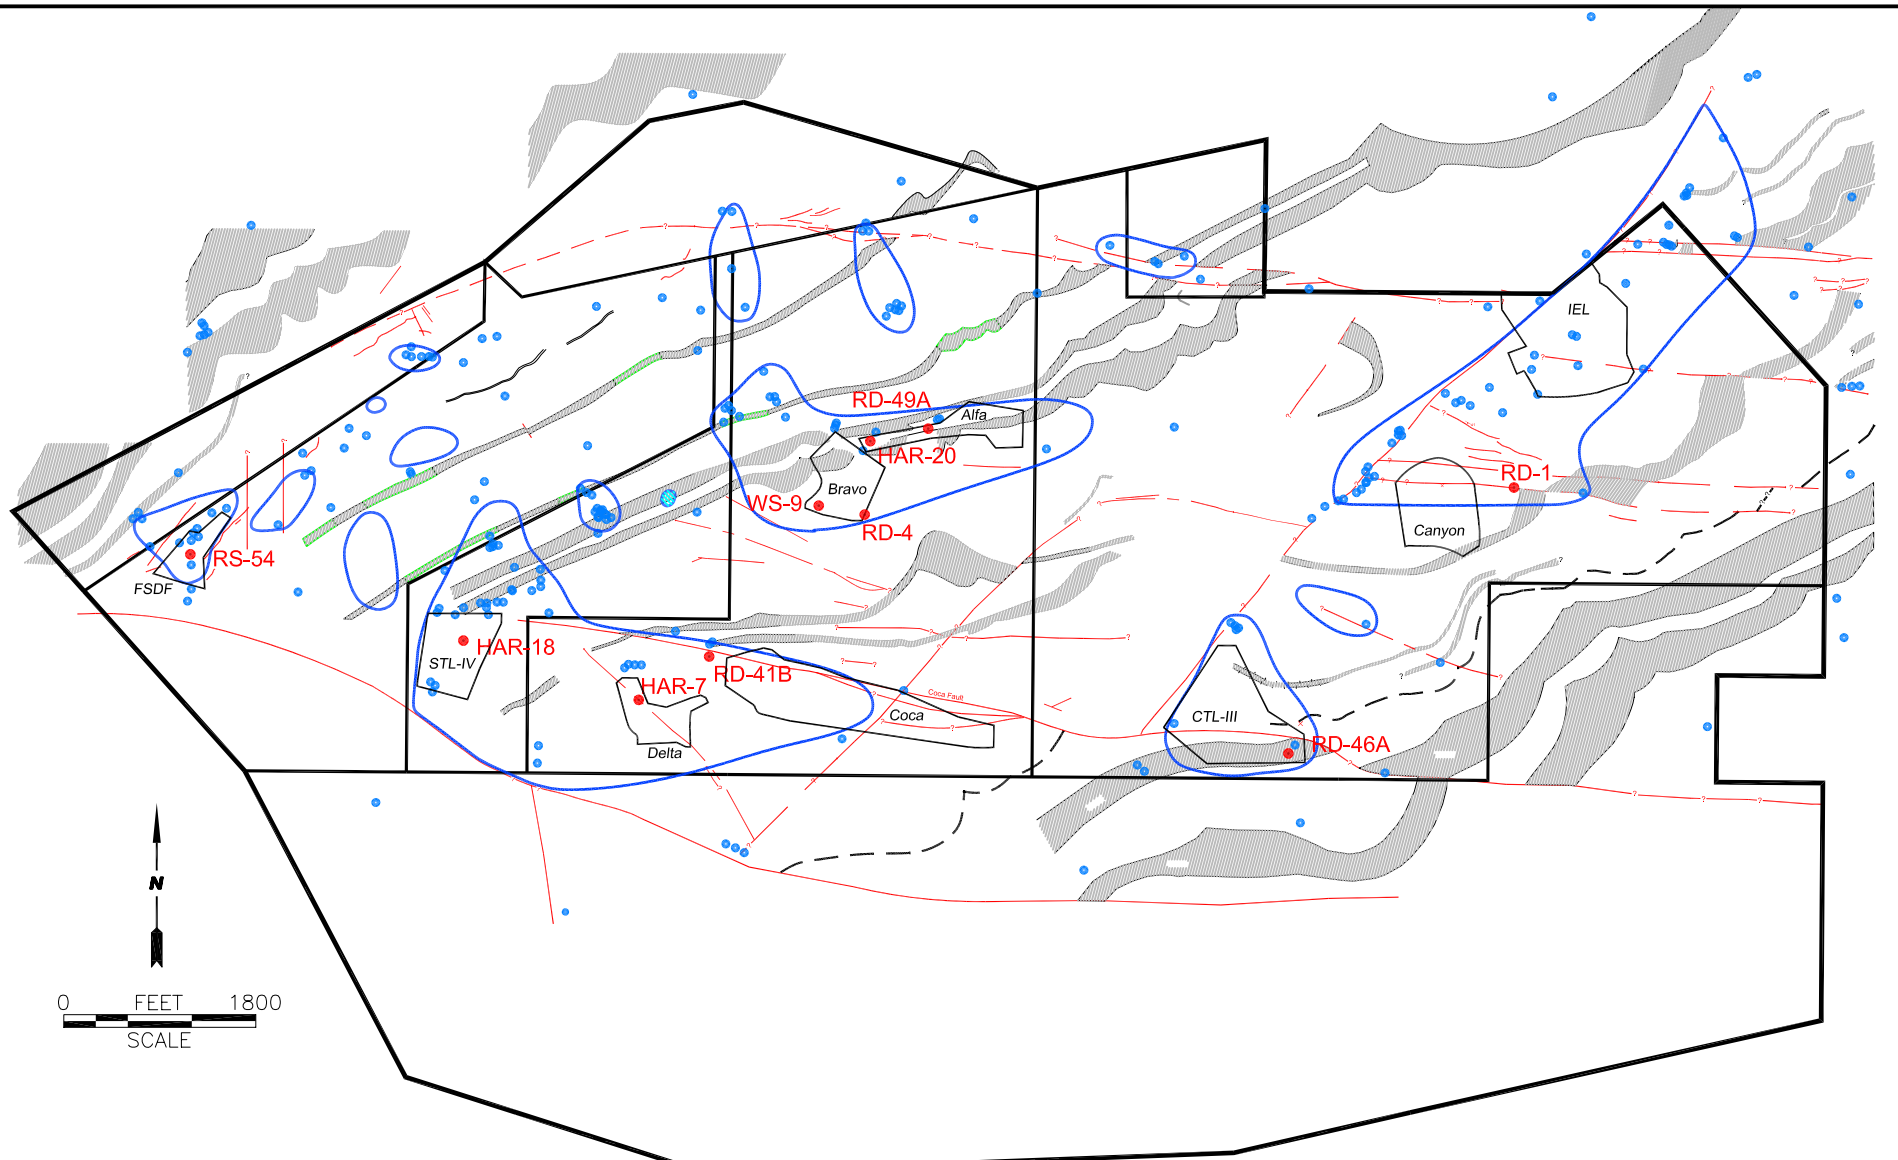 IEL
RD-49A
Alfa
HAR-20
RD-1
Bravo
WS-9
RD-4
Canyon
RS-54
FSDF
HAR-18
STL-IV
RD-41B
HAR-7
Coca Fault
Coca
CTL-III
RD-46A
Delta
N
0 FEET 1800
SCALE